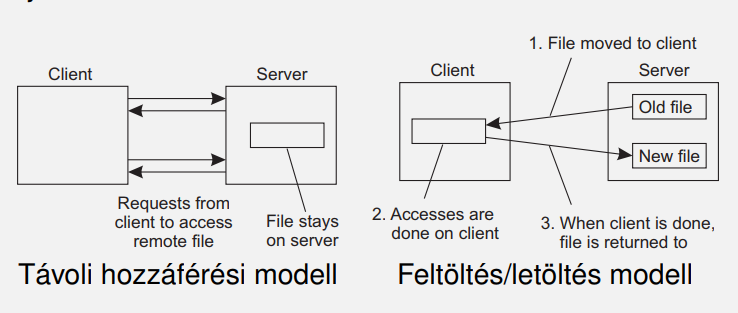 Client
Server
Requests from
client to access
remote file
File stays
on server
Távoli hozzáférési modell
1. File moved to client
Client
Server
Old file
New file
2. Accesses are
done on client
3. When client is done,
file is returned to
Feltöltés/letöltés modell